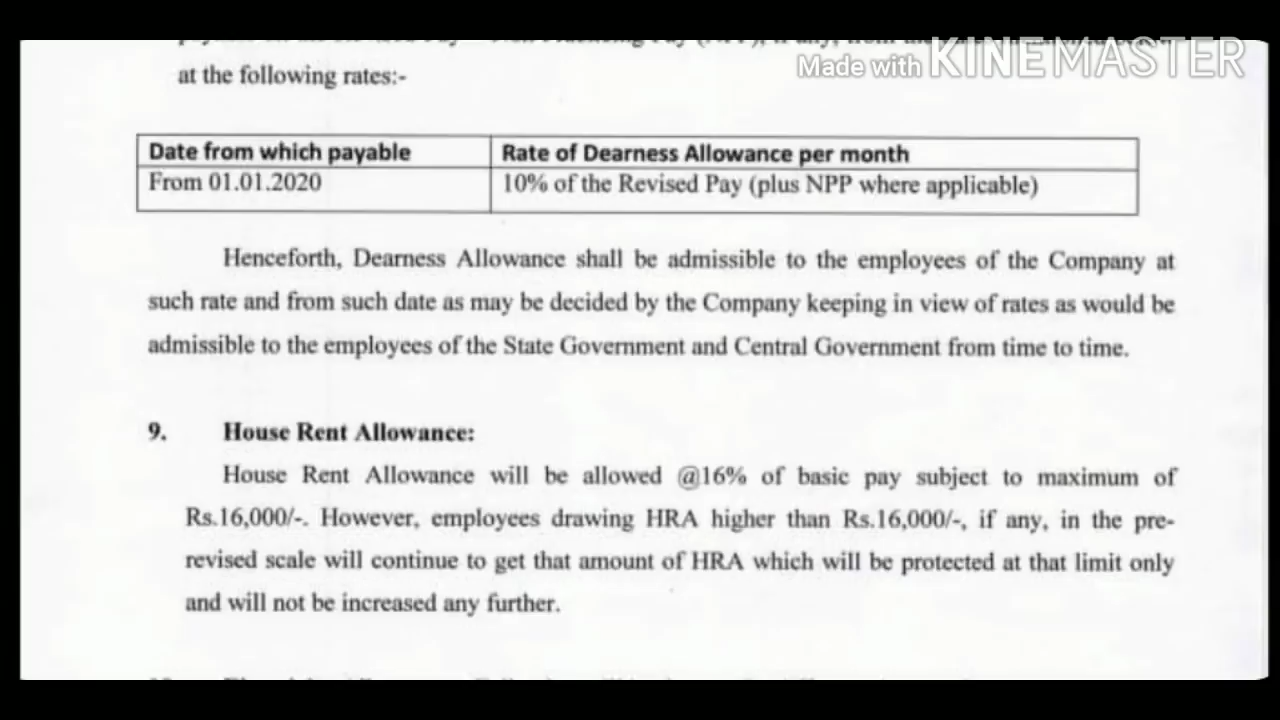 at the following rates:-
Made with KINEMASTER
Date from which payable
Rate of Dearness Allowance per month
From 01.01.2020
10% of the Revised Pay (plus NPP where applicable)
Henceforth, Dearness Allowance shall be admissible to the employees of the Company at
such rate and from such date as may be decided by the Company keeping in view of rates as would be
admissible to the employees of the State Government and Central Government from time to time.
9. House Rent Allowance:
House Rent Allowance will be allowed @16% of basic pay subject to maximum of
Rs.16,000/-. However, employees drawing HRA higher than Rs.16,000/-, if any, in the pre-
revised scale will continue to get that amount of HRA which will be protected at that limit only
and will not be increased any further.